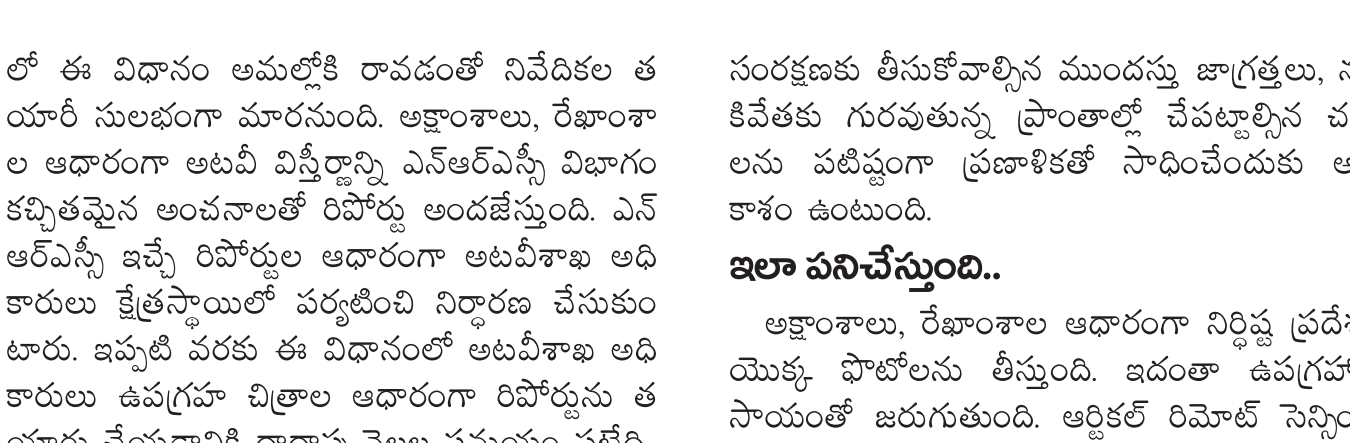 లో ఈ విధానం అమల్లోకి రావడంతో నివేదికల త
యారీ సులభంగా మారనుంది. అక్షాంశాలు, రేఖాంశా
ల ఆధారంగా అటవీ విస్తీర్ణాన్ని ఎన్ఆర్ఎస్సీ విభాగం
కచ్చితమైన అంచనాలతో రిపోర్టు అందజేస్తుంది. ఎన్
ఆర్ఎస్సీ ఇచ్చే రిపోర్టుల ఆధారంగా అటవీశాఖ అధి
కారులు క్షేత్రస్థాయిలో పర్యటించి నిర్ధారణ చేసుకుం
టారు. ఇప్పటి వరకు ఈ విధానంలో అటవీశాఖ అధి
కారులు ఉపగ్రహ చిత్రాల ఆధారంగా రిపోర్టును త
సంరక్షణకు తీసుకోవాల్సిన ముందస్తు జాగ్రత్తలు,
కివేతకు గురవుతున్న ప్రాంతాల్లో చేపట్టాల్సిన చ
లను పటిష్టంగా ప్రణాళికతో సాధించేందుకు
కాశం ఉంటుంది.
ఇలా పనిచేస్తుంది..
అక్షాంశాలు, రేఖాంశాల ఆధారంగా నిర్ధిష్ట
యొక్క ఫొటోలను తీస్తుంది. ఇదంతా
సాయంతో జరుగుతుంది. ఆర్టికల్ రిమోట్